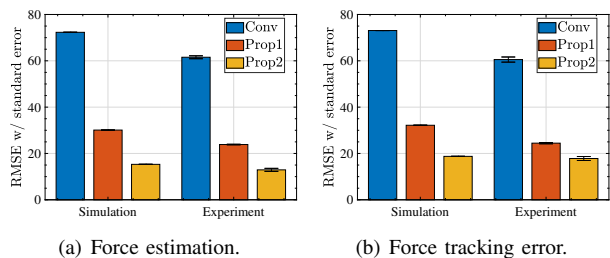 RMSE w/ standard error
80
60
40
20
0
Conv
Prop1
Prop2
Simulation
Experiment
(a) Force estimation.
RMSE w/ standard error
80
60
40
20
0
Conv
Prop1
Prop2
Simulation
Experiment
(b) Force tracking error.